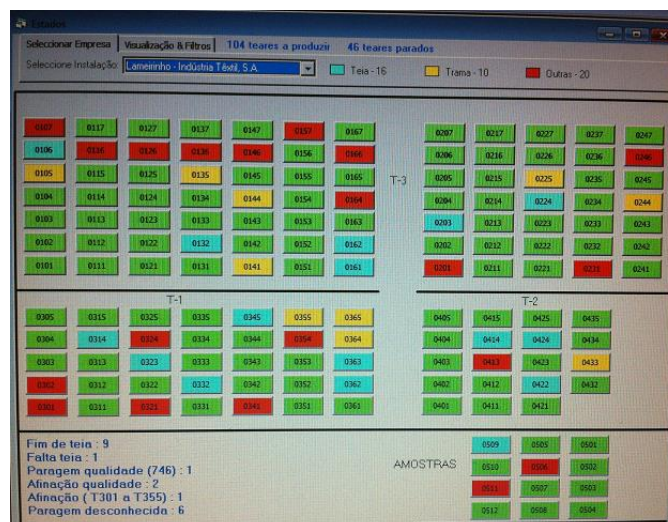 Estados
Seleccionar Empresa Visualização & Filtros 104 teares a produzir 46 teares parados
Seleccione Instalação: Lameirinho - Indústria Têxtil, S.A. Teia - 16 Trama - 10 Outras - 20
0107 0117 0127 0137 0147 0157 0167 0207 0217 0227 0237 0247
0106 0116 0126 0136 0146 0156 0166 0206 0216 0226 0236 0246
0105 0115 0125 0135 0145 0155 0165 T-3 0205 0215 0225 0235 0245
0104 0114 0124 0134 0144 0154 0164 0204 0214 0224 0234 0244
0103 0113 0123 0133 0143 0153 0163 0203 0213 0223 0233 0243
0102 0112 0122 0132 0142 0152 0162 0202 0212 0222 0232 0242
0101 0111 0121 0131 0141 0151 0161 0201 0211 0221 0231 0241
T-1 T-2
0305 0315 0325 0335 0345 0355 0365 0405 0415 0425 0435
0304 0314 0324 0334 0344 0354 0364 0404 0414 0424 0434
0303 0313 0323 0333 0343 0353 0363 0403 0413 0423 0433
0302 0312 0322 0332 0342 0352 0362 0402 0412 0422 0432
0301 0311 0321 0331 0341 0351 0361 0401 0411 0421
Fim de teia : 9
Falta teia : 1
Paragem qualidade (746) : 1
Afinação qualidade : 2
Afinação ( T301 a T355) : 1
Paragem desconhecida : 6
AMOSTRAS
0509 0505 0501
0510 0506 0502
0511 0507 0503
0512 0508 0504